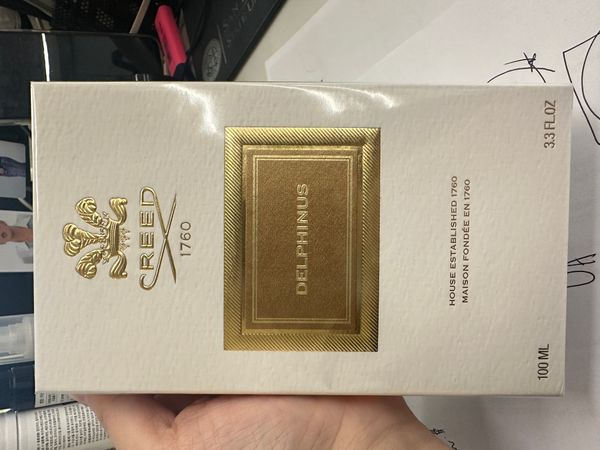 CREED
1760
DELPHINUS
HOUSE ESTABLISHED 1760
MAISON FONDÉE EN 1760
100 ML
3.3 FL.OZ